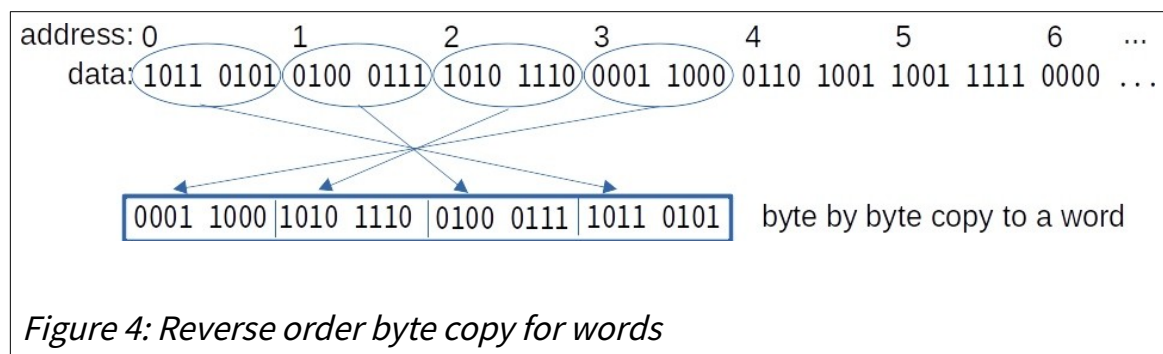 address: 0 1 2 3 4 5 6 ...
data: 1011 0101 0100 0111 1010 1110 0001 1000 0110 1001 1001 1111 0000 ...
0001 1000 1010 1110 0100 0111 1011 0101 byte by byte copy to a word
Figure 4: Reverse order byte copy for words